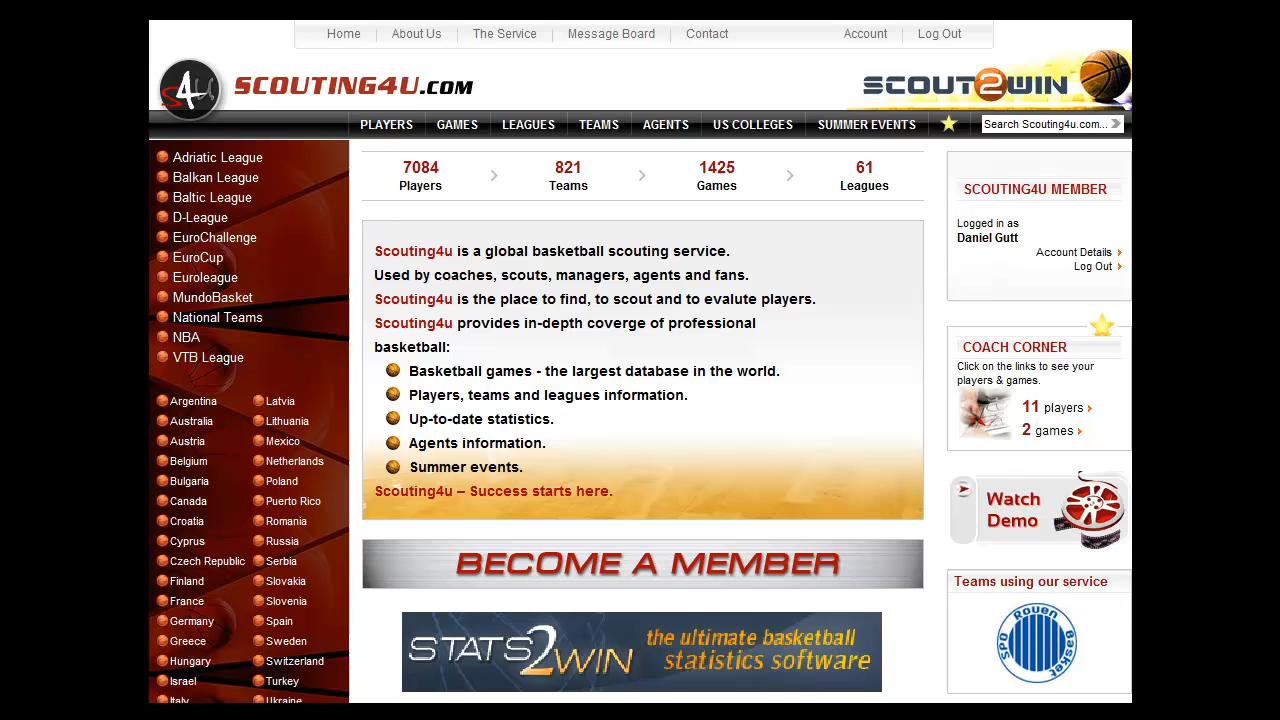 Home
About Us
The Service
Message Board
Contact
Account
Log Out
S4U
SCOUTING4U.COM
SCOUT2WIN
PLAYERS
GAMES
LEAGUES
TEAMS
AGENTS
US COLLEGES
SUMMER EVENTS
Search Scouting4u.com...
Adriatic League
Balkan League
Baltic League
D-League
EuroChallenge
EuroCup
Euroleague
MundoBasket
National Teams
NBA
VTB League
Argentina
Australia
Austria
Belgium
Bulgaria
Canada
Croatia
Cyprus
Czech Republic
Finland
France
Germany
Greece
Hungary
Israel
Italy
Latvia
Lithuania
Mexico
Netherlands
Poland
Puerto Rico
Romania
Russia
Serbia
Slovakia
Slovenia
Spain
Sweden
Switzerland
Turkey
Ukraine
7084
Players
821
Teams
1425
Games
61
Leagues
Scouting4u is a global basketball scouting service.
Used by coaches, scouts, managers, agents and fans.
Scouting4u is the place to find, to scout and to evalute players.
Scouting4u provides in-depth coverge of professional
basketball:
Basketball games - the largest database in the world.
Players, teams and leagues information.
Up-to-date statistics.
Agents information.
Summer events.
Scouting4u – Success starts here.
BECOME A MEMBER
STATS2WIN
the ultimate basketball
statistics software
SCOUTING4U MEMBER
Logged in as
Daniel Gutt
Account Details
Log Out
COACH CORNER
Click on the links to see your
players & games.
11 players
2 games
Watch
Demo
Teams using our service
SPO Rouen Basket